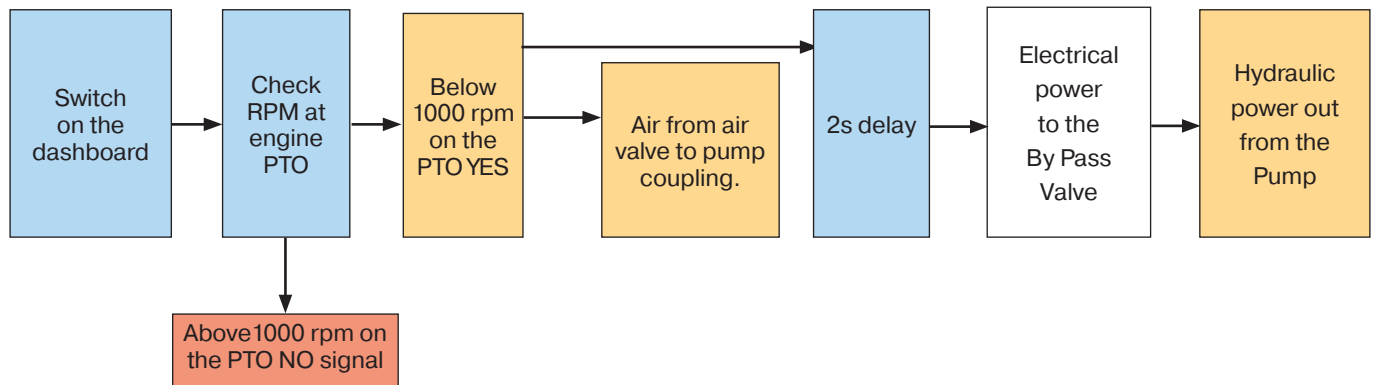 Switch
on the
dashboard
Check
RPM at
engine
PTO
Below
1000 rpm
on the
PTO YES
Air from air
valve to pump
coupling.
2s delay
Electrical
power
to the
By Pass
Valve
Hydraulic
power out
from the
Pump
Above1000 rpm on
the PTO NO signal